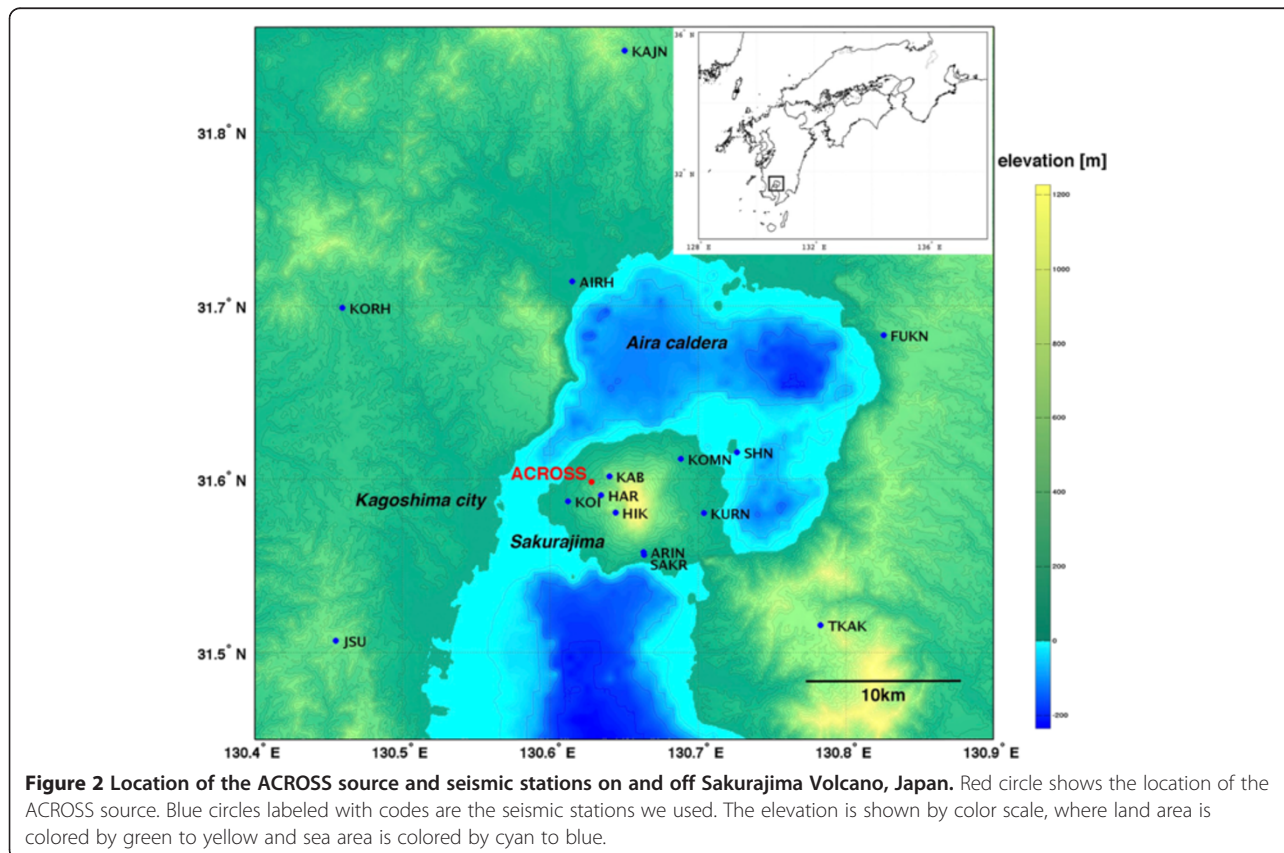 36° N
32° N
128° E
132° E
136° E
elevation [m]
1200
1000
800
600
400
200
0
-200
31.8° N
31.7° N
31.6° N
31.5° N
130.4° E
130.5° E
130.6° E
130.7° E
130.8° E
130.9° E
KAJN
AIRH
KORH
FUKN
Aira caldera
SHN
KOMN
ACROSS
KAB
HAR
KOI
HIK
KURN
Kagoshima city
Sakurajima
ARIN
SAKR
TKAK
JSU
10km
Figure 2 Location of the ACROSS source and seismic stations on and off Sakurajima Volcano, Japan. Red circle shows the location of the
ACROSS source. Blue circles labeled with codes are the seismic stations we used. The elevation is shown by color scale, where land area is
colored by green to yellow and sea area is colored by cyan to blue.